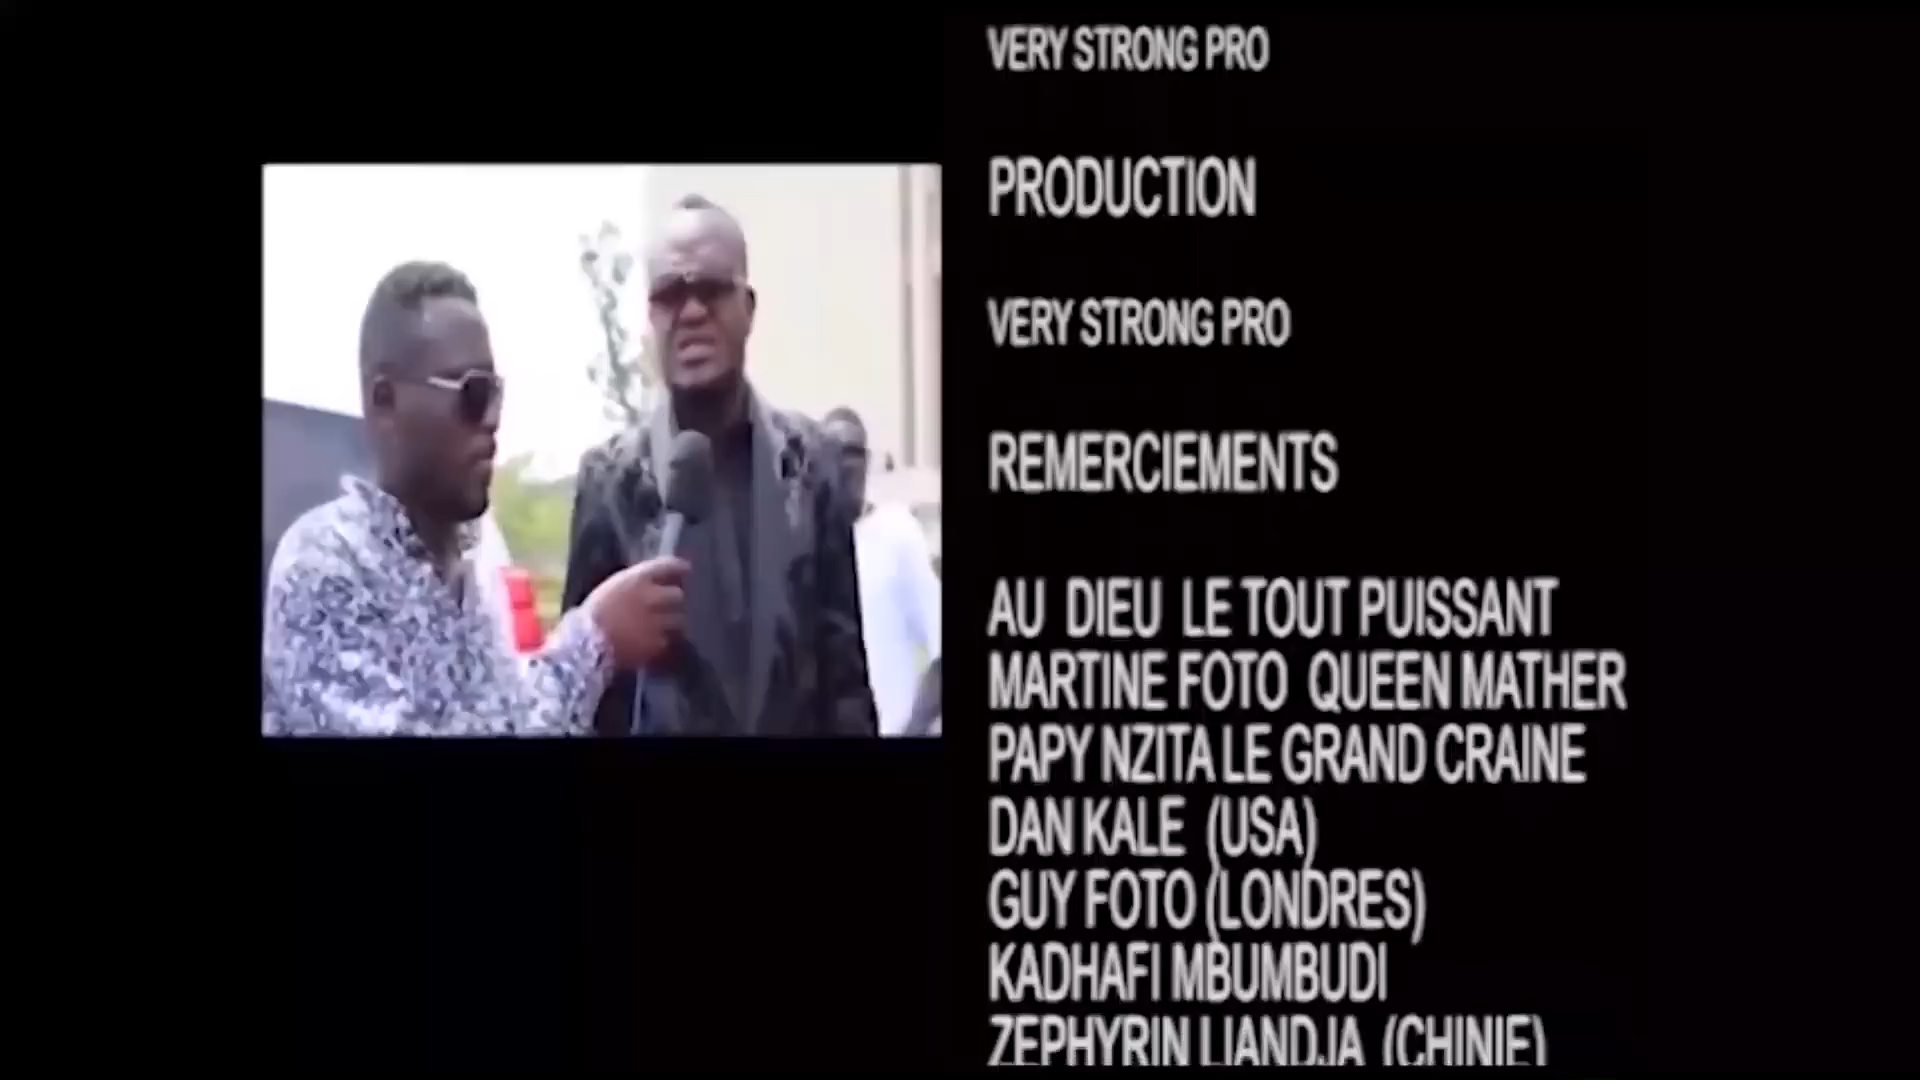 VERY STRONG PRO
PRODUCTION
VERY STRONG PRO
REMERCIEMENTS
AU DIEU LE TOUT PUISSANT
MARTINE FOTO QUEEN MATHER
PAPY NZITA LE GRAND CRAINE
DAN KALE (USA)
GUY FOTO (LONDRES)
KADHAFI MBUMBUDI
ZEPHYRIN LIANDJA (CHINIE)